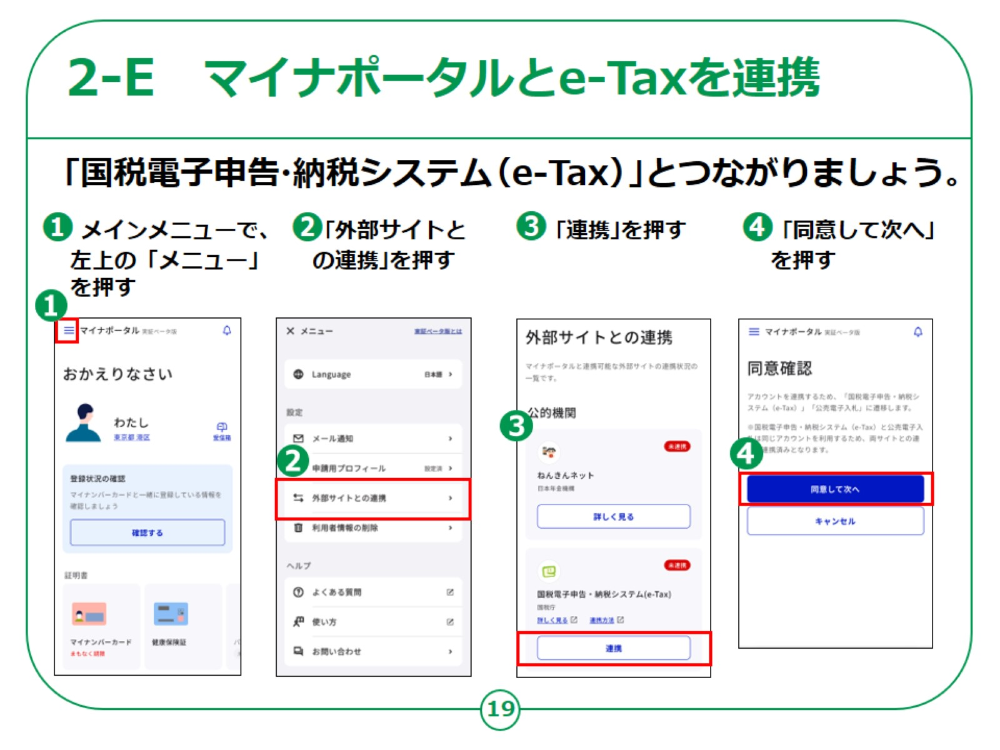 2-E　マイナポータルとe-Taxを連携
「国税電子申告・納税システム（e-Tax）」とつながりましょう。
1 メインメニューで、
左上の「メニュー」
を押す
2「外部サイトと
の連携」を押す
3「連携」を押す
4「同意して次へ」
を押す
1
マイナポータル 実証ベータ版
おかえりなさい
わたし
東京都 港区
受信箱
登録状況の確認
マイナンバーカードと一緒に登録している情報を
確認しましょう
確認する
証明書
マイナンバーカード
まもなく期限
健康保険証
× メニュー 実証ベータ版とは
Language 日本語
設定
メール通知
2
申請用プロフィール 設定済
外部サイトとの連携
利用者情報の削除
ヘルプ
よくある質問
使い方
お問い合わせ
外部サイトとの連携
マイナポータルと連携可能な外部サイトの連携状況の
一覧です。
公的機関
3
未連携
ねんきんネット
日本年金機構
詳しく見る
未連携
国税電子申告・納税システム(e-Tax)
国税庁
詳しく見る 連携方法
連携
マイナポータル 実証ベータ版
同意確認
アカウントを連携するため、「国税電子申告・納税シ
ステム（e-Tax）」「公売電子入札」に遷移します。
※国税電子申告・納税システム（e-Tax）と公売電子入
は同じアカウントを利用するため、両サイトとの連
連携済みとなります。
4
同意して次へ
キャンセル
19